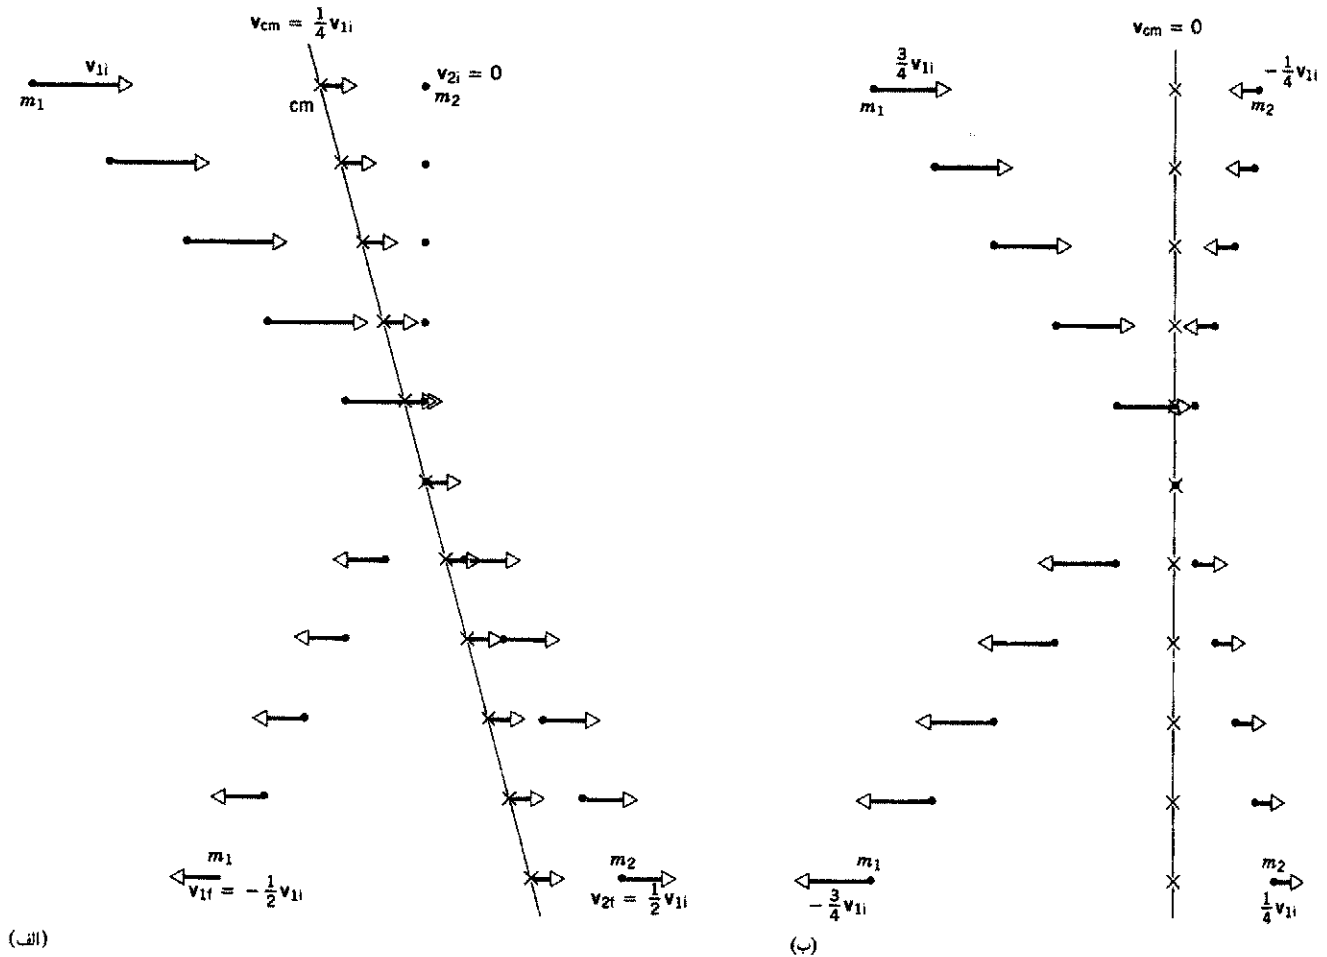 v_cm = 1/4 v_1i
v_1i
m_1
cm
v_2i = 0
m_2
m_1
v_1f = − 1/2 v_1i
m_2
v_2f = 1/2 v_1i
(الف)
v_cm = 0
3/4 v_1i
m_1
− 1/4 v_1i
m_2
m_1
− 3/4 v_1i
m_2
1/4 v_1i
(ب)